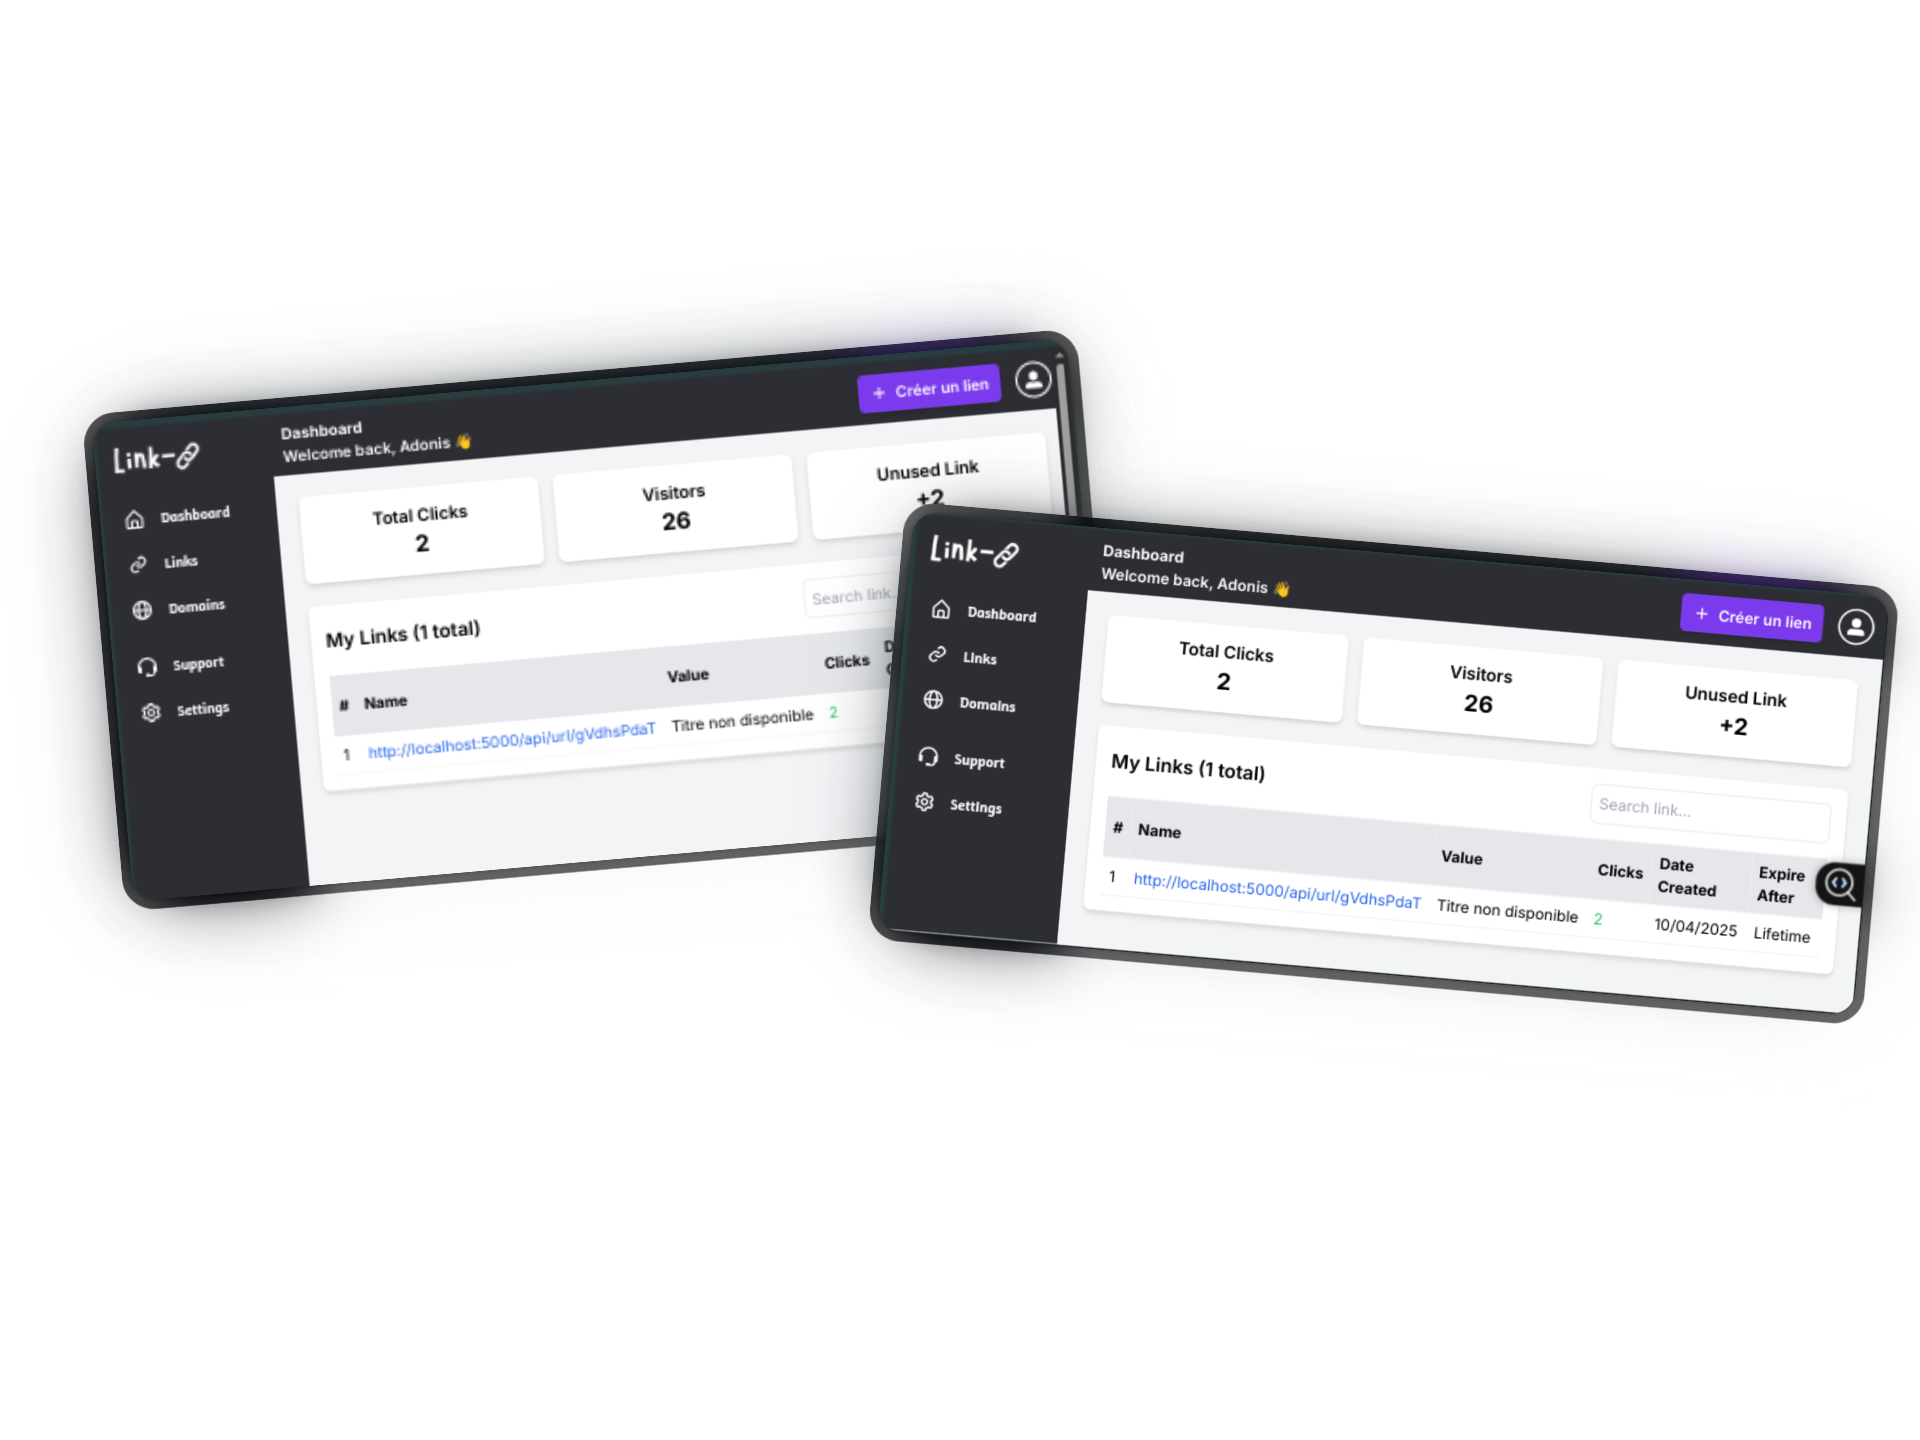 Link-
Dashboard
Welcome back, Adonis 👋
+ Créer un lien
Dashboard
Links
Domains
Support
Settings
Total Clicks
2
Visitors
26
Unused Link
+2
My Links (1 total)
Search link.
# Name Value Clicks
1 http://localhost:5000/api/url/gVdhsPdaT Titre non disponible 2
Link-
Dashboard
Welcome back, Adonis 👋
+ Créer un lien
Dashboard
Links
Domains
Support
Settings
Total Clicks
2
Visitors
26
Unused Link
+2
My Links (1 total)
Search link...
# Name Value Clicks Date Created Expire After
1 http://localhost:5000/api/url/gVdhsPdaT Titre non disponible 2 10/04/2025 Lifetime